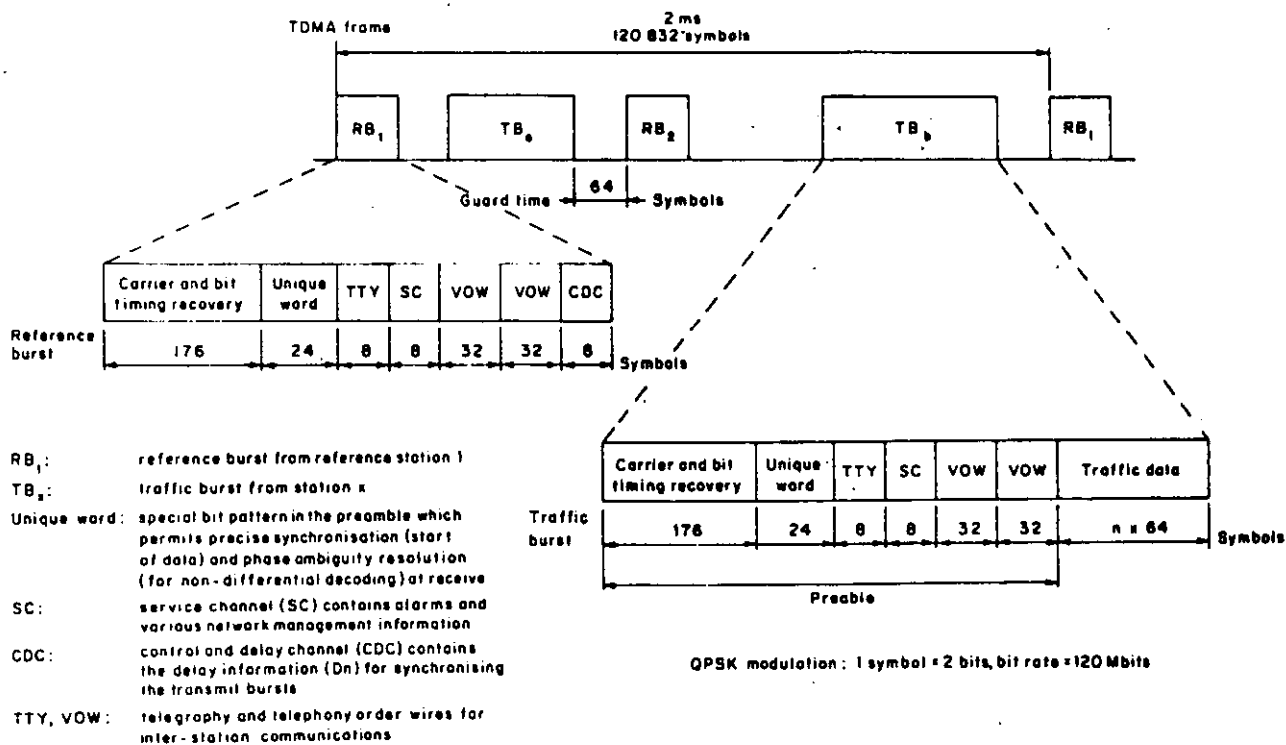 TDMA frame
2 ms
120 832 symbols
RB₁
TBₐ
RB₂
TB_b
RB₁
Guard time
64
Symbols
Carrier and bit timing recovery
Unique word
TTY
SC
VOW
VOW
CDC
Reference burst
176
24
8
8
32
32
8
Symbols
Carrier and bit timing recovery
Unique word
TTY
SC
VOW
VOW
Traffic data
Traffic burst
176
24
8
8
32
32
n x 64
Symbols
Preable
RB₁: reference burst from reference station 1
TBₓ: traffic burst from station x
Unique word: special bit pattern in the preamble which
permits precise synchronisation (start
of data) and phase ambiguity resolution
(for non-differential decoding) at receive
SC: service channel (SC) contains alarms and
various network management information
CDC: control and delay channel (CDC) contains
the delay information (Dn) for synchronising
the transmit bursts
TTY, VOW: telegraphy and telephony order wires for
inter-station communications
QPSK modulation: 1 symbol = 2 bits, bit rate = 120 Mbits